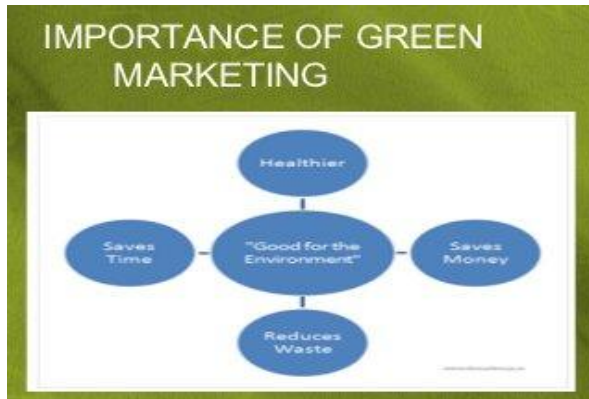 IMPORTANCE OF GREEN
MARKETING
Healthier
Saves
Time
"Good for the
Environment"
Saves
Money
Reduces
Waste